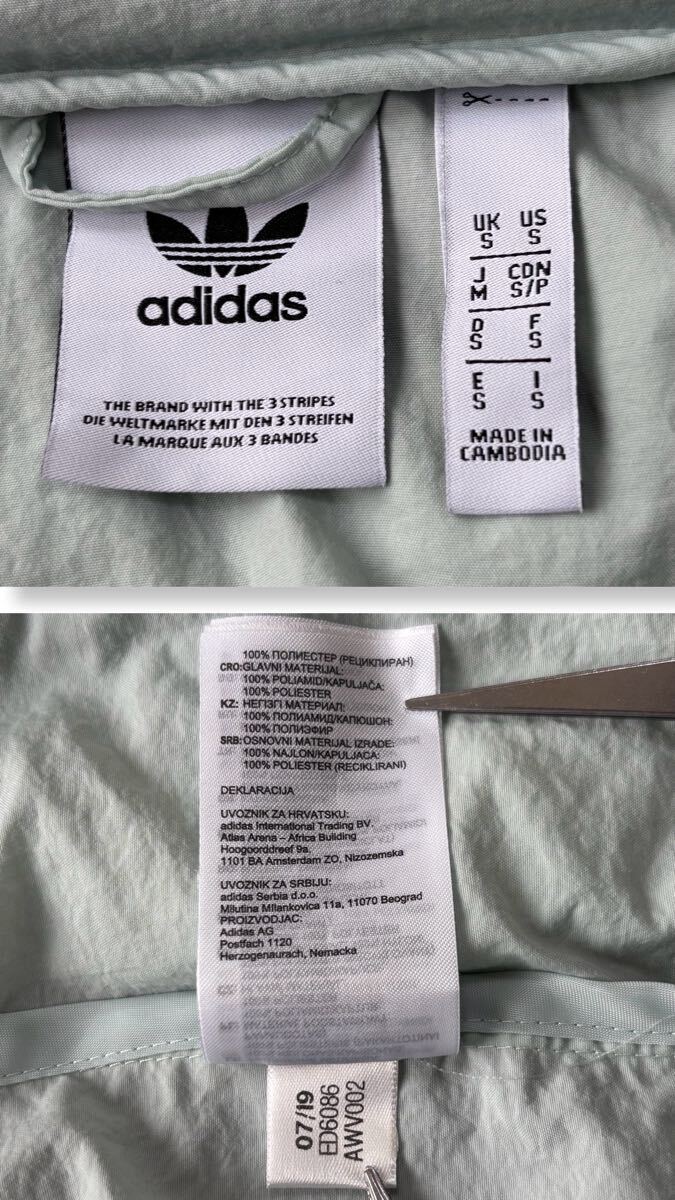 adidas
THE BRAND WITH THE 3 STRIPES
DIE WELTMARKE MIT DEN 3 STREIFEN
LA MARQUE AUX 3 BANDES
UK US
S S
J CDN
M S/P
D F
S S
E I
S S
MADE IN
CAMBODIA
100% ПОЛИЕСТЕР (РЕЦИКЛИРАН)
CRO:GLAVNI MATERIJAL:
100% POLIAMID/KAPULJAČA:
100% POLIESTER
KZ: НЕГІЗГІ МАТЕРИАЛ:
100% ПОЛИАМИД/КАПЮШОН:
100% ПОЛИЭФИР
SRB:OSNOVNI MATERIJAL IZRADE:
100% NAJLON/KAPULJACA:
100% POLIESTER (RECIKLIRANI)
DEKLARACIJA
UVOZNIK ZA HRVATSKU:
adidas International Trading BV.
Atlas Arena – Africa Building
Hoogoorddreef 9a,
1101 BA Amsterdam ZO, Nizozemska
UVOZNIK ZA SRBIJU:
adidas Serbia d.o.o.
Milutina Milankovica 11a, 11070 Beograd
PROIZVODJAC:
Adidas AG
Postfach 1120
Herzogenaurach, Nemacka
07/19
ED6086
AWV002